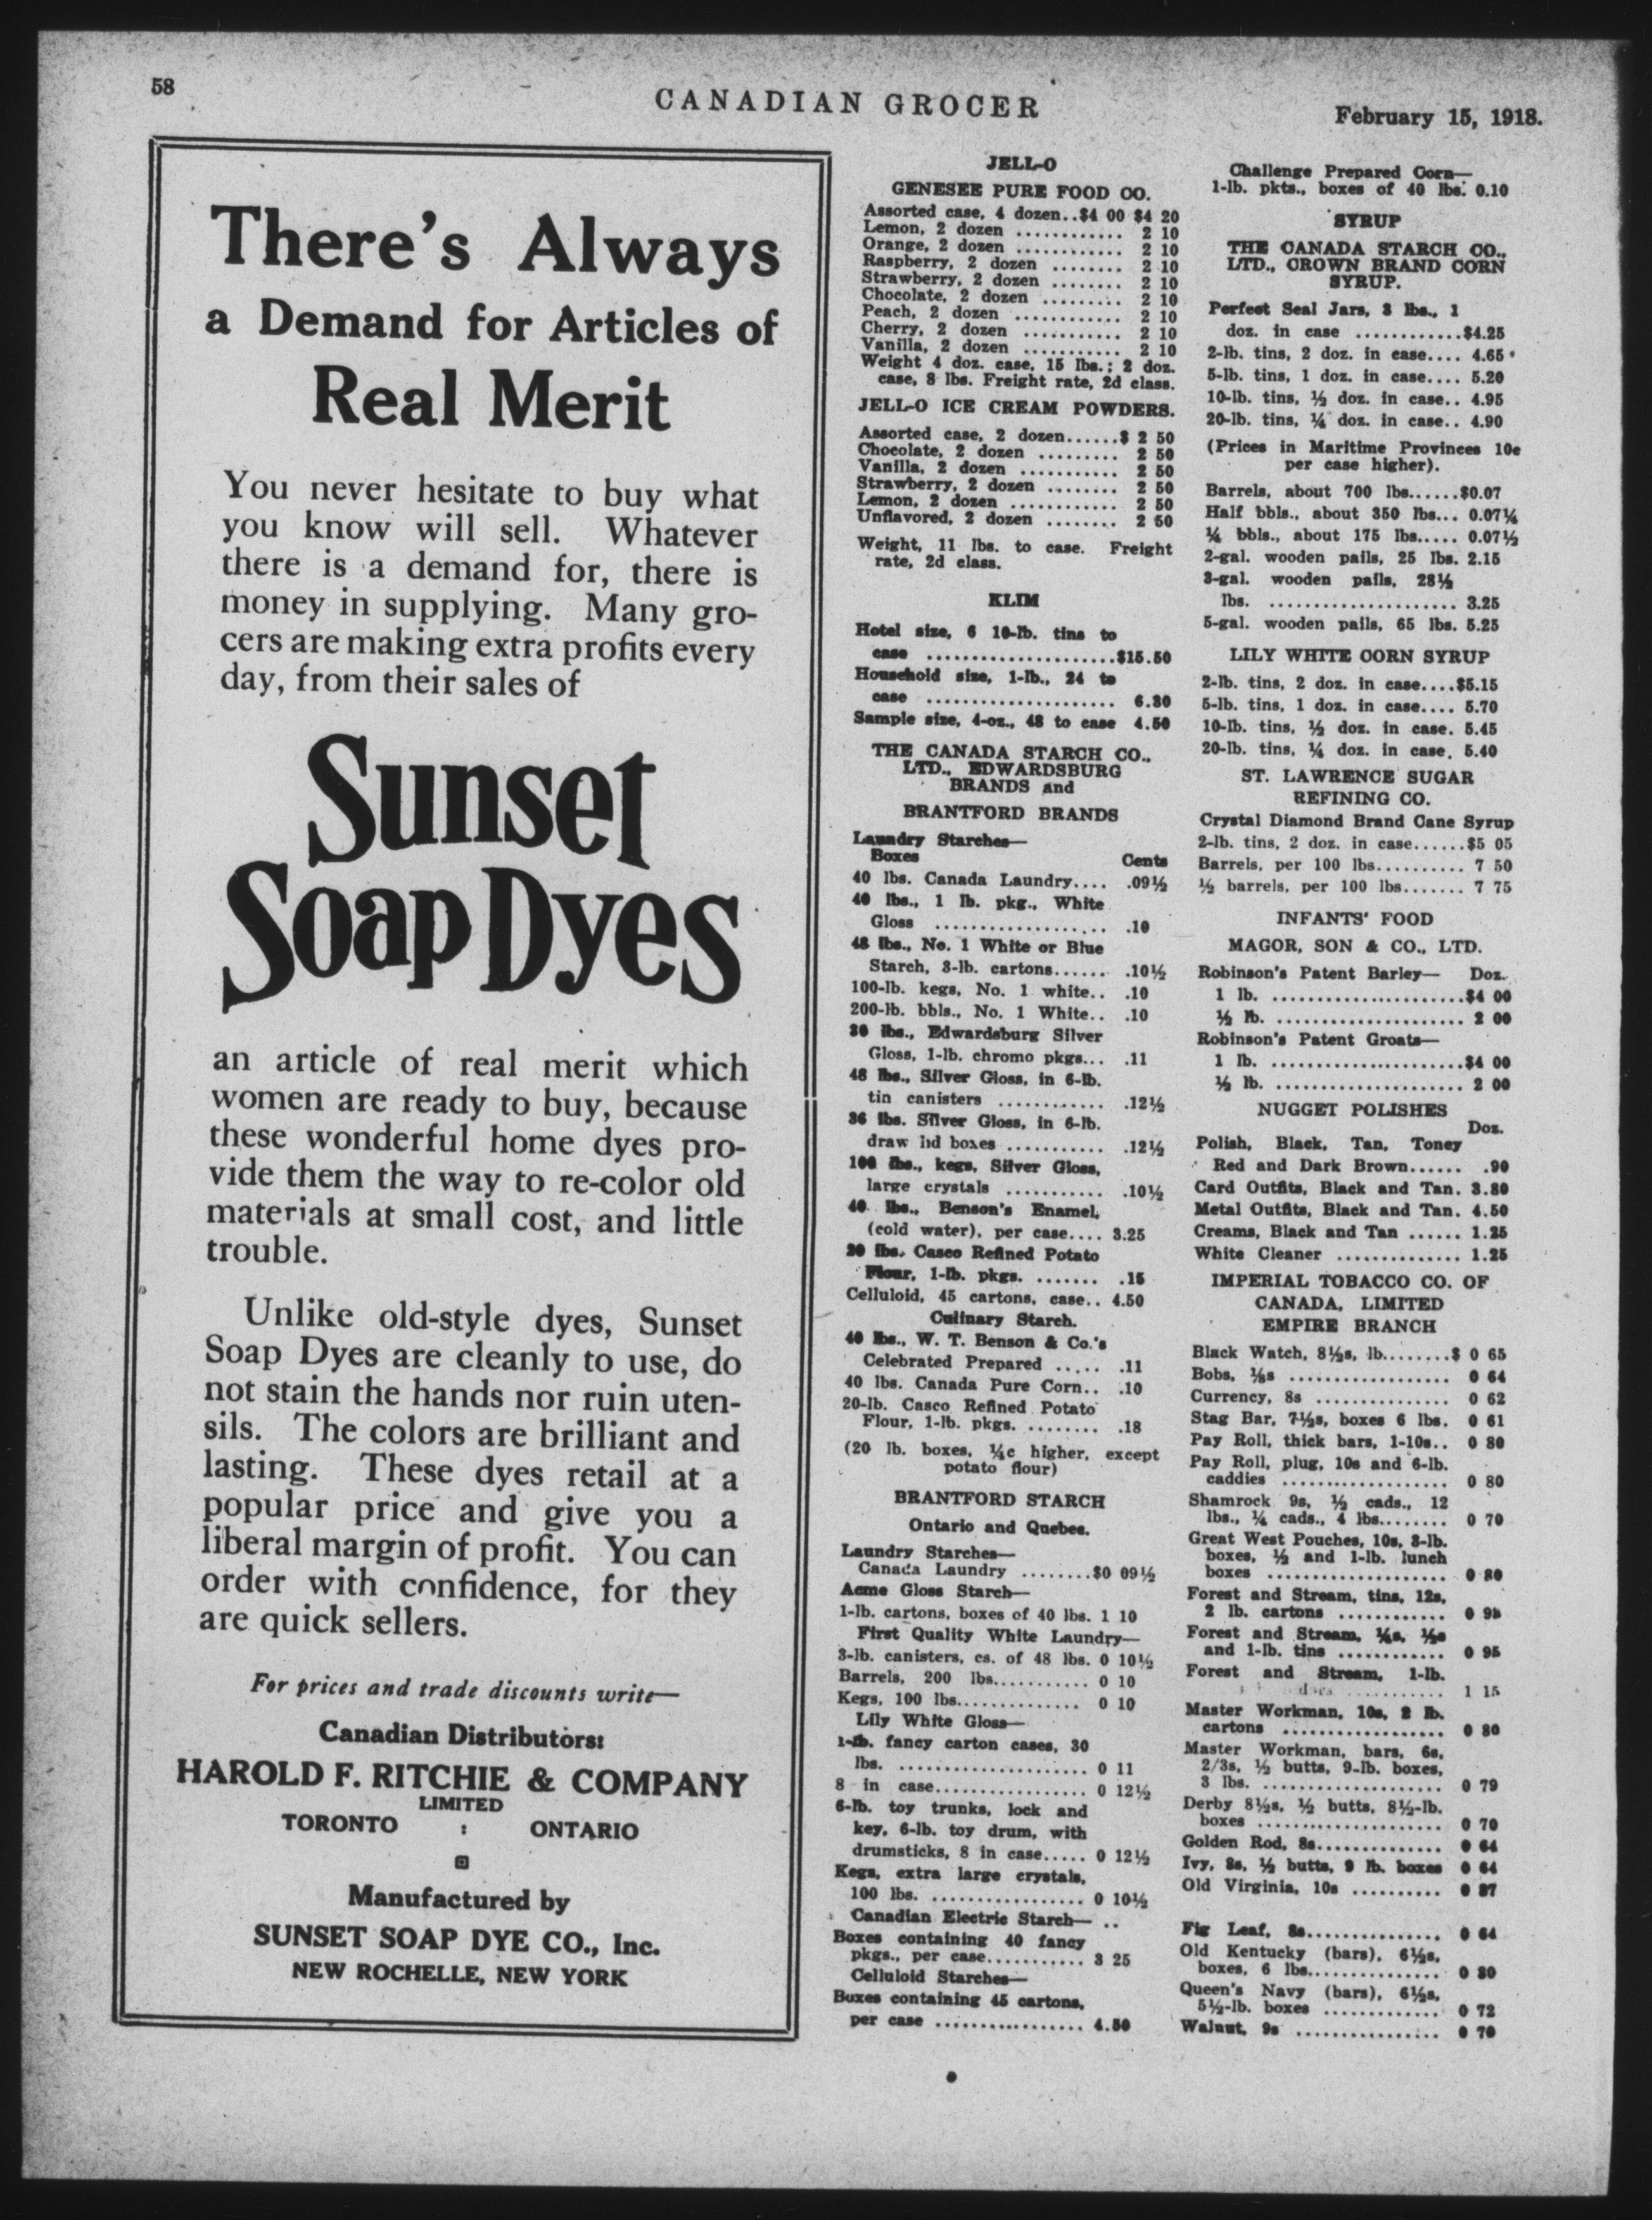 58
CANADIAN GROCER
February 15, 1918.
There's Always
a Demand for Articles of
Real Merit
You never hesitate to buy what
you know will sell. Whatever
there is a demand for, there is
money in supplying. Many gro-
cers are making extra profits every
day, from their sales of
Sunset
Soap Dyes
an article of real merit which
women are ready to buy, because
these wonderful home dyes pro-
vide them the way to re-color old
materials at small cost, and little
trouble.
Unlike old-style dyes, Sunset
Soap Dyes are cleanly to use, do
not stain the hands nor ruin uten-
sils. The colors are brilliant and
lasting. These dyes retail at a
popular price and give you a
liberal margin of profit. You can
order with confidence, for they
are quick sellers.
For prices and trade discounts write—
Canadian Distributors:
HAROLD F. RITCHIE & COMPANY
LIMITED
TORONTO : ONTARIO
Manufactured by
SUNSET SOAP DYE CO., Inc.
NEW ROCHELLE, NEW YORK
JELL-O
GENESEE PURE FOOD CO.
Assorted case, 4 dozen..$4 00 $4 20
Lemon, 2 dozen ............ 2 10
Orange, 2 dozen ............ 2 10
Raspberry, 2 dozen ........ 2 10
Strawberry, 2 dozen ........ 2 10
Chocolate, 2 dozen ......... 2 10
Peach, 2 dozen ............ 2 10
Cherry, 2 dozen ........... 2 10
Vanilla, 2 dozen ........... 2 10
Weight 4 doz. case, 15 lbs.; 2 doz.
case, 8 lbs. Freight rate, 2d class.
JELL-O ICE CREAM POWDERS.
Assorted case, 2 dozen......$ 2 50
Chocolate, 2 dozen ......... 2 50
Vanilla, 2 dozen ........... 2 50
Strawberry, 2 dozen ........ 2 50
Lemon, 2 dozen ............ 2 50
Unflavored, 2 dozen ........ 2 50
Weight, 11 lbs. to case. Freight
rate, 2d class.
KLIM
Hotel size, 6 10-lb. tins to
case .....................$15.50
Household size, 1-lb., 24 to
case ..................... 6.80
Sample size, 4-oz., 48 to case 4.50
THE CANADA STARCH CO.,
LTD., EDWARDSBURG
BRANDS and
BRANTFORD BRANDS
Laundry Starches—
Boxes Cents
40 lbs. Canada Laundry.... .09½
40 lbs., 1 lb. pkg., White
Gloss ................... .10
48 lbs., No. 1 White or Blue
Starch, 3-lb. cartons...... .10½
100-lb. kegs, No. 1 white.. .10
200-lb. bbls., No. 1 White.. .10
30 lbs., Edwardsburg Silver
Gloss, 1-lb. chromo pkgs... .11
48 lbs., Silver Gloss, in 6-lb.
tin canisters ............ .12½
36 lbs. Silver Gloss, in 6-lb.
draw lid boxes ........... .12½
100 lbs., kegs, Silver Gloss,
large crystals ........... .10½
40 lbs., Benson's Enamel,
(cold water), per case.... 3.25
20 lbs. Casco Refined Potato
Flour, 1-lb. pkgs. ....... .15
Celluloid, 45 cartons, case.. 4.50
Culinary Starch.
40 lbs., W. T. Benson & Co.'s
Celebrated Prepared ..... .11
40 lbs. Canada Pure Corn.. .10
20-lb. Casco Refined Potato
Flour, 1-lb. pkgs. ........ .18
(20 lb. boxes, ¼c higher, except
potato flour)
BRANTFORD STARCH
Ontario and Quebec.
Laundry Starches—
Canada Laundry ........$0 09½
Acme Gloss Starch—
1-lb. cartons, boxes of 40 lbs. 1 10
First Quality White Laundry—
3-lb. canisters, cs. of 48 lbs. 0 10½
Barrels, 200 lbs........... 0 10
Kegs, 100 lbs.............. 0 10
Lily White Gloss—
1-lb. fancy carton cases, 30
lbs. ..................... 0 11
8 in case................. 0 12½
6-lb. toy trunks, lock and
key, 6-lb. toy drum, with
drumsticks, 8 in case..... 0 12½
Kegs, extra large crystals,
100 lbs. ................. 0 10½
Canadian Electric Starch— ..
Boxes containing 40 fancy
pkgs., per case........... 3 25
Celluloid Starches—
Boxes containing 45 cartons,
per case ................. 4.50
Challenge Prepared Corn—
1-lb. pkts., boxes of 40 lbs. 0.10
SYRUP
THE CANADA STARCH CO.,
LTD., CROWN BRAND CORN
SYRUP.
Perfect Seal Jars, 3 lbs., 1
doz. in case ............$4.25
2-lb. tins, 2 doz. in case.... 4.65
5-lb. tins, 1 doz. in case.... 5.20
10-lb. tins, ½ doz. in case.. 4.95
20-lb. tins, ¼ doz. in case.. 4.90
(Prices in Maritime Provinces 10c
per case higher).
Barrels, about 700 lbs......$0.07
Half bbls., about 350 lbs... 0.07¼
¼ bbls., about 175 lbs..... 0.07½
2-gal. wooden pails, 25 lbs. 2.15
3-gal. wooden pails, 28½
lbs. ..................... 3.25
5-gal. wooden pails, 65 lbs. 5.25
LILY WHITE CORN SYRUP
2-lb. tins, 2 doz. in case....$5.15
5-lb. tins, 1 doz. in case.... 5.70
10-lb. tins, ½ doz. in case. 5.45
20-lb. tins, ¼ doz. in case. 5.40
ST. LAWRENCE SUGAR
REFINING CO.
Crystal Diamond Brand Cane Syrup
2-lb. tins, 2 doz. in case......$5 05
Barrels, per 100 lbs.......... 7 50
½ barrels, per 100 lbs....... 7 75
INFANTS' FOOD
MAGOR, SON & CO., LTD.
Robinson's Patent Barley— Doz.
1 lb. ......................$4 00
½ lb. ..................... 2 00
Robinson's Patent Groats—
1 lb. ......................$4 00
½ lb. ..................... 2 00
NUGGET POLISHES
Doz.
Polish, Black, Tan, Toney
Red and Dark Brown...... .90
Card Outfits, Black and Tan. 3.80
Metal Outfits, Black and Tan. 4.50
Creams, Black and Tan ...... 1.25
White Cleaner .............. 1.25
IMPERIAL TOBACCO CO. OF
CANADA, LIMITED
EMPIRE BRANCH
Black Watch, 8½s, lb........$ 0 65
Bobs, ⅛s .................. 0 64
Currency, 8s ............... 0 62
Stag Bar, 7½s, boxes 6 lbs. 0 61
Pay Roll, thick bars, 1-10s.. 0 80
Pay Roll, plug, 10s and 6-lb.
caddies .................. 0 80
Shamrock 9s, ½ cads., 12
lbs., ¼ cads., 4 lbs........ 0 70
Great West Pouches, 10s, 3-lb.
boxes, ½ and 1-lb. lunch
boxes .................... 0 80
Forest and Stream, tins, 12s,
2 lb. cartons ............ 0 95
Forest and Stream, ¼s, ½s
and 1-lb. tins ............ 0 95
Forest and Stream, 1-lb.
1 15
Master Workman, 10s, 2 lb.
cartons .................. 0 80
Master Workman, bars, 6s,
2/3s, ½ butts, 9-lb. boxes,
3 lbs. .................... 0 79
Derby 8½s, ½ butts, 8½-lb.
boxes ..................... 0 70
Golden Rod, 8s.............. 0 64
Ivy, 8s, ½ butts, 9 lb. boxes 0 64
Old Virginia, 10s .......... 0 87
Fig Leaf, 8s............... 0 64
Old Kentucky (bars), 6½s,
boxes, 6 lbs............... 0 80
Queen's Navy (bars), 6½s,
5½-lb. boxes ............. 0 72
Walnut, 9s ................ 0 70